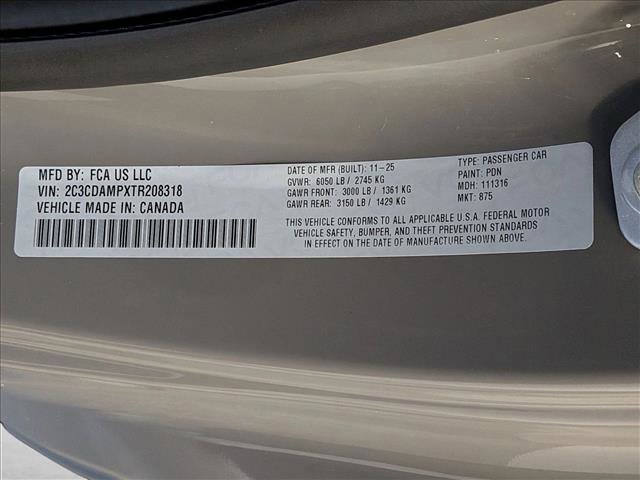 MFD BY: FCA US LLC
VIN: 2C3CDAMPXTR208318
VEHICLE MADE IN: CANADA
DATE OF MFR (BUILT): 11-25
GVWR: 6050 LB / 2745 KG
GAWR FRONT: 3000 LB / 1361 KG
GAWR REAR: 3150 LB / 1429 KG
TYPE: PASSENGER CAR
PAINT: PDN
MDH: 111316
MKT: 875
THIS VEHICLE CONFORMS TO ALL APPLICABLE U.S.A. FEDERAL MOTOR
VEHICLE SAFETY, BUMPER, AND THEFT PREVENTION STANDARDS
IN EFFECT ON THE DATE OF MANUFACTURE SHOWN ABOVE.